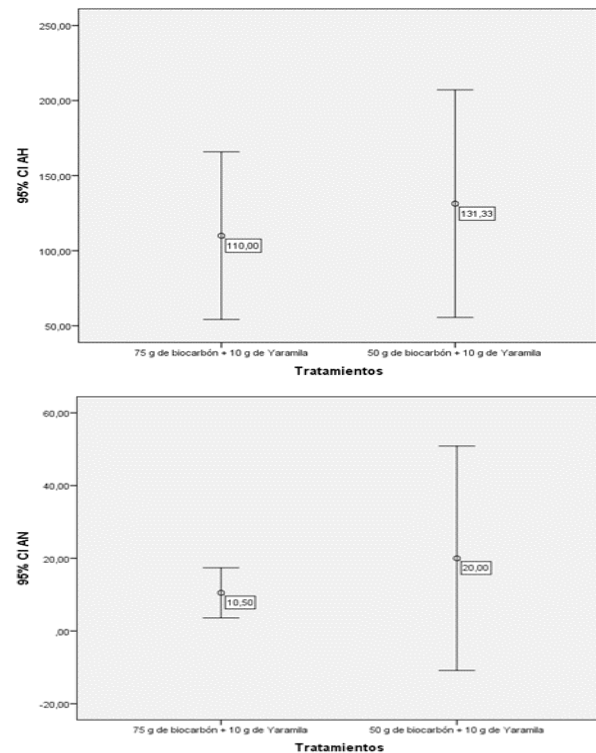 250,00
200,00
150,00
100,00
50,00
95% CI AH
110,00
131,33
75 g de biocarbón + 10 g de Yaramila
50 g de biocarbón + 10 g de Yaramila
Tratamientos
60,00
40,00
20,00
,00
-20,00
95% CI AN
10,50
20,00
75 g de biocarbón + 10 g de Yaramila
50 g de biocarbón + 10 g de Yaramila
Tratamientos